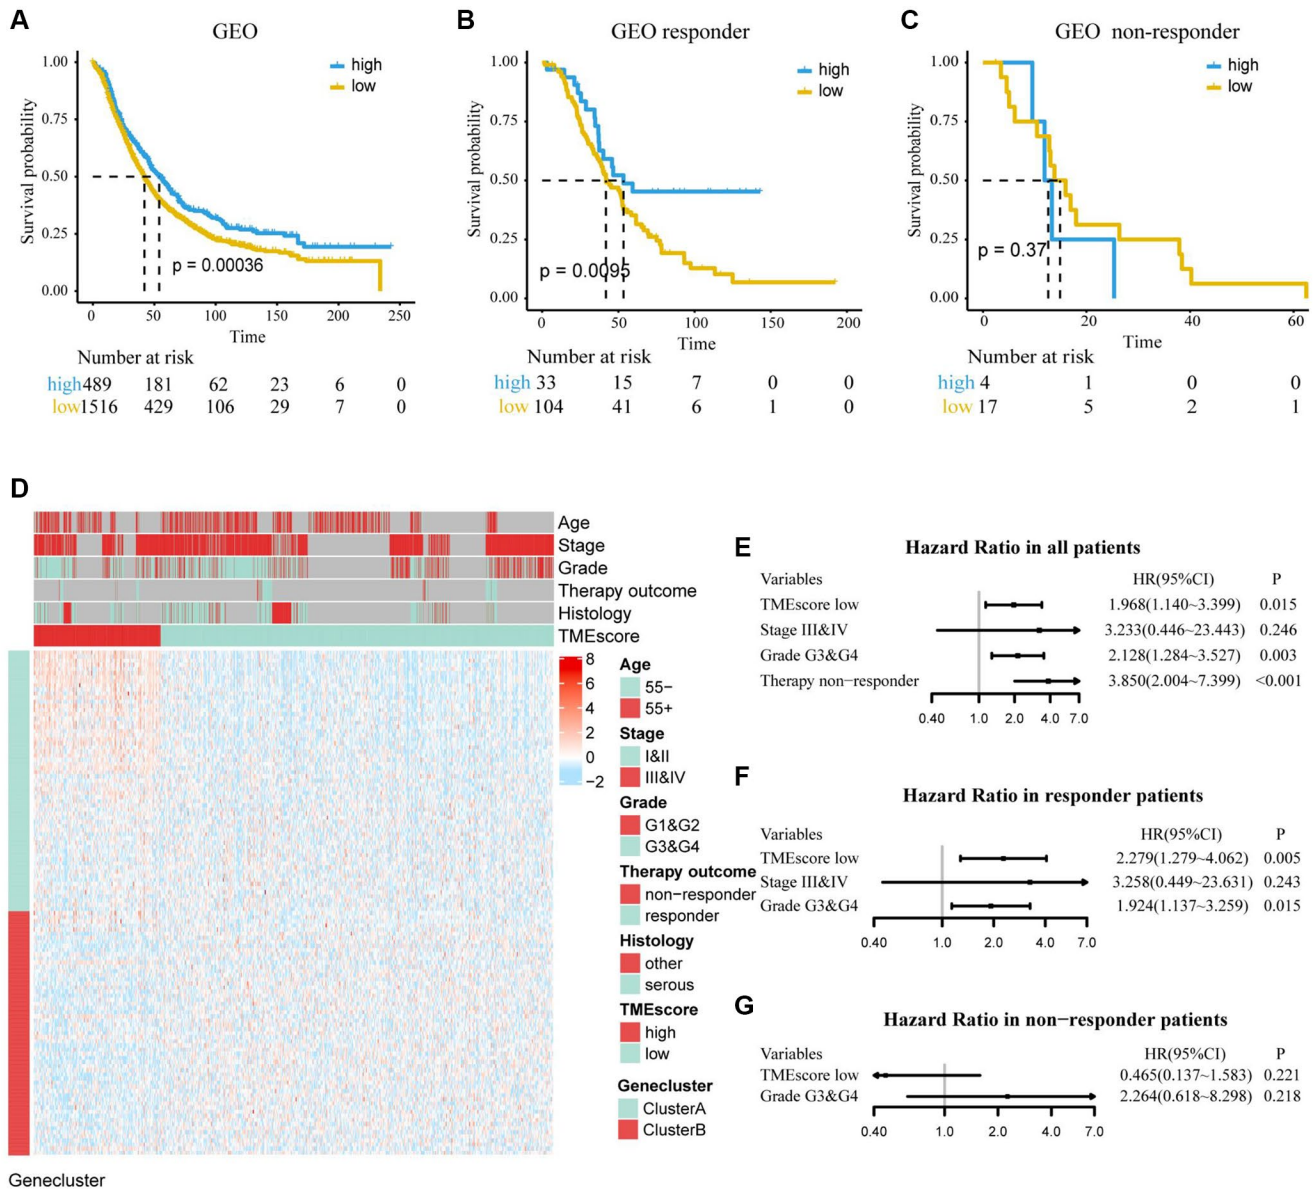 A
GEO
Survival probability
1.00
0.75
0.50
0.25
0.00
high
low
p = 0.00036
0 50 100 150 200 250
Time
Number at risk
high 489 181 62 23 6 0
low 1516 429 106 29 7 0
B
GEO responder
Survival probability
1.00
0.75
0.50
0.25
0.00
high
low
p = 0.0095
0 50 100 150 200
Time
Number at risk
high 33 15 7 0 0
low 104 41 6 1 0
C
GEO non-responder
Survival probability
1.00
0.75
0.50
0.25
0.00
high
low
p = 0.37
0 20 40 60
Time
Number at risk
high 4 1 0 0
low 17 5 2 1
D
Age
Stage
Grade
Therapy outcome
Histology
TMEscore
Genecluster
8
6
4
2
0
−2
Age
55−
55+
Stage
I&II
III&IV
Grade
G1&G2
G3&G4
Therapy outcome
non−responder
responder
Histology
other
serous
TMEscore
high
low
Genecluster
ClusterA
ClusterB
E
Hazard Ratio in all patients
Variables HR(95%CI) P
TMEscore low 1.968(1.140~3.399) 0.015
Stage III&IV 3.233(0.446~23.443) 0.246
Grade G3&G4 2.128(1.284~3.527) 0.003
Therapy non-responder 3.850(2.004~7.399) <0.001
0.40 1.0 2.0 4.0 7.0
F
Hazard Ratio in responder patients
Variables HR(95%CI) P
TMEscore low 2.279(1.279~4.062) 0.005
Stage III&IV 3.258(0.449~23.631) 0.243
Grade G3&G4 1.924(1.137~3.259) 0.015
0.40 1.0 2.0 4.0 7.0
G
Hazard Ratio in non−responder patients
Variables HR(95%CI) P
TMEscore low 0.465(0.137~1.583) 0.221
Grade G3&G4 2.264(0.618~8.298) 0.218
0.40 1.0 2.0 4.0 7.0